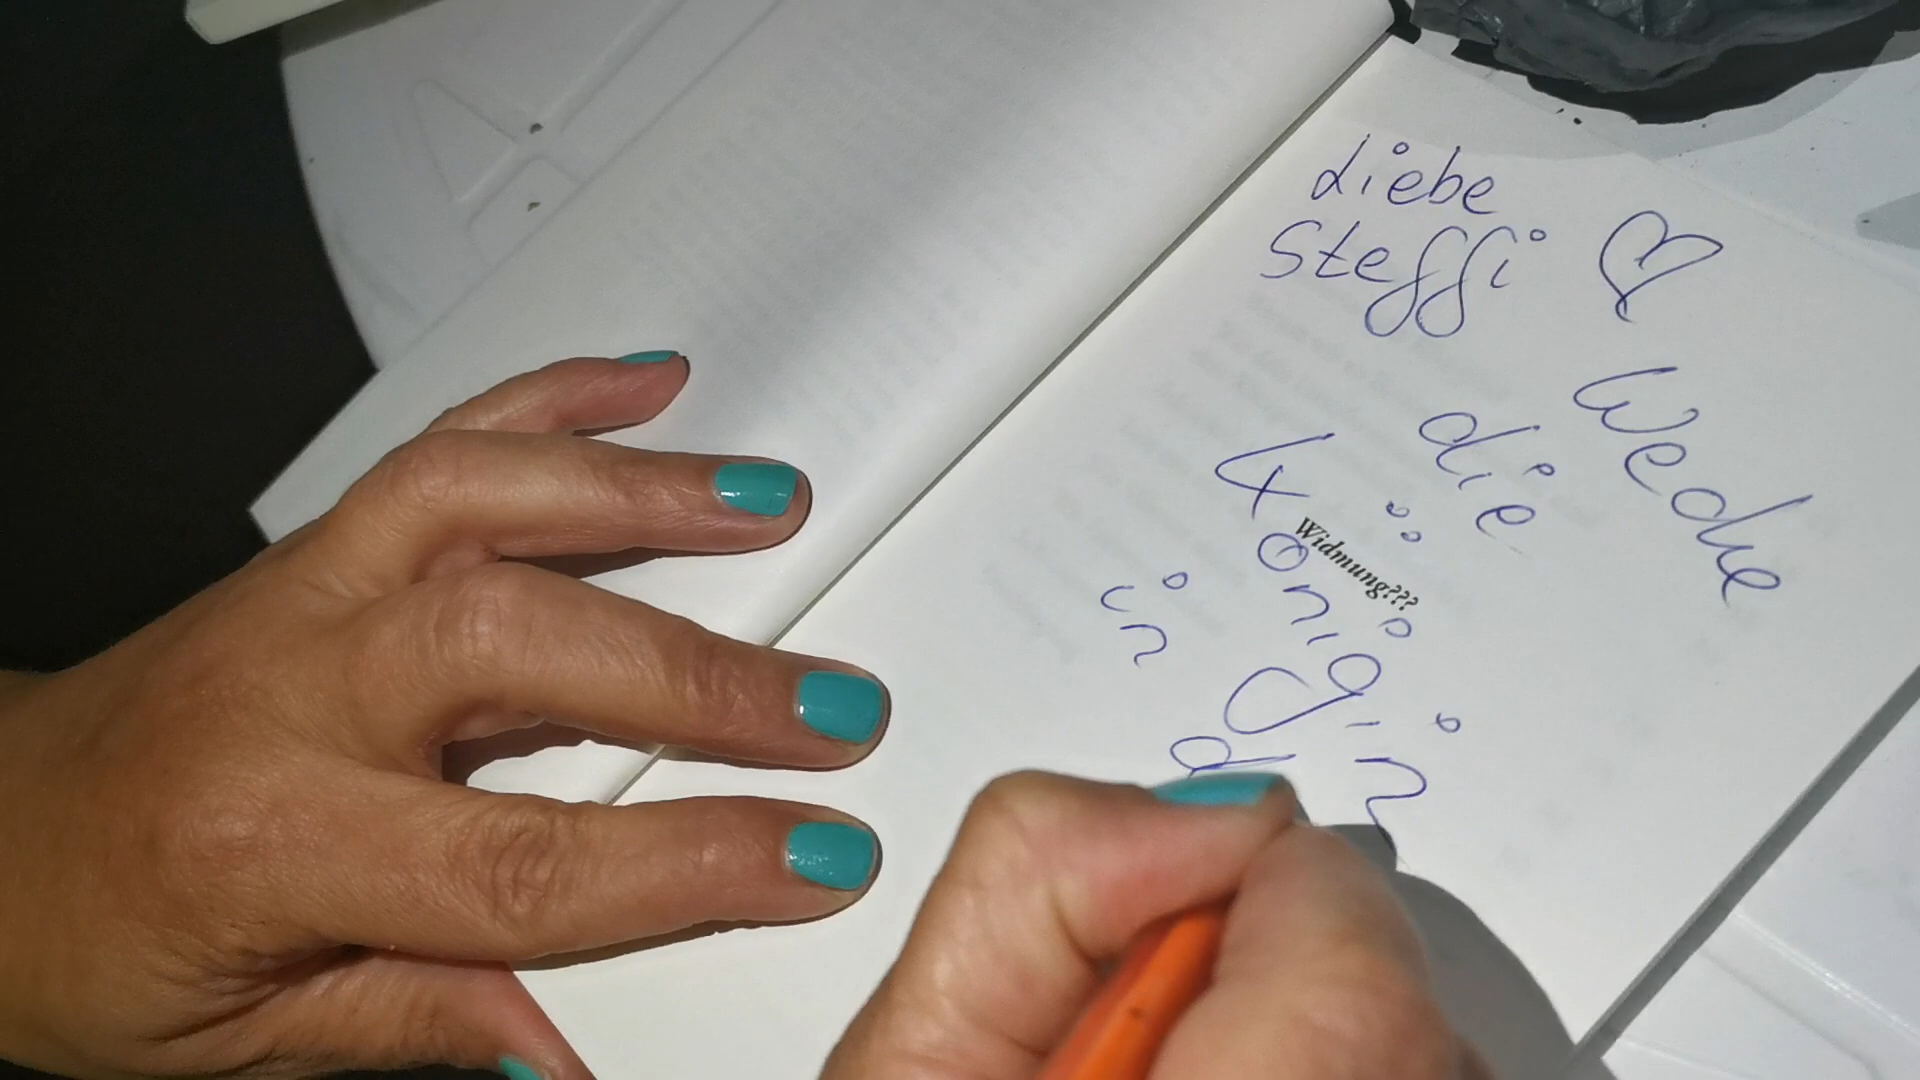 Liebe
Steffi ♡
Wecke
die
Königin
Widmung???
in
d